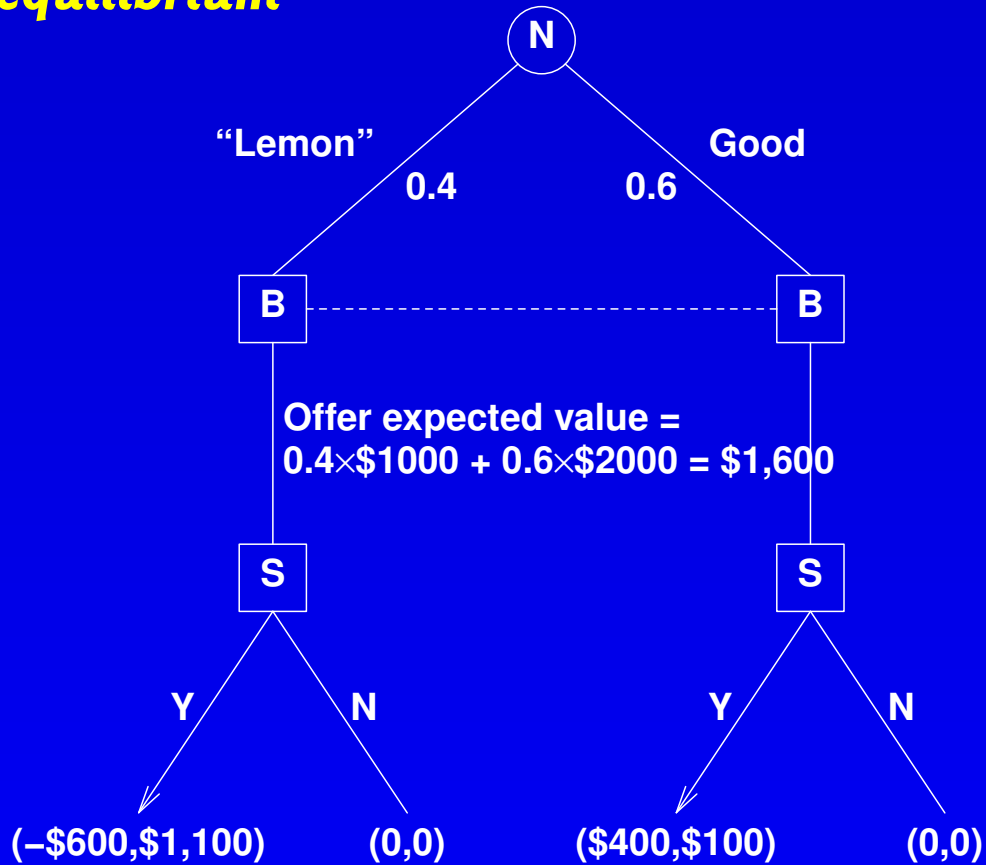 equilibrium
N
“Lemon” Good
0.4 0.6
B B
Offer expected value =
0.4×$1000 + 0.6×$2000 = $1,600
S S
Y N Y N
(−$600,$1,100) (0,0) ($400,$100) (0,0)